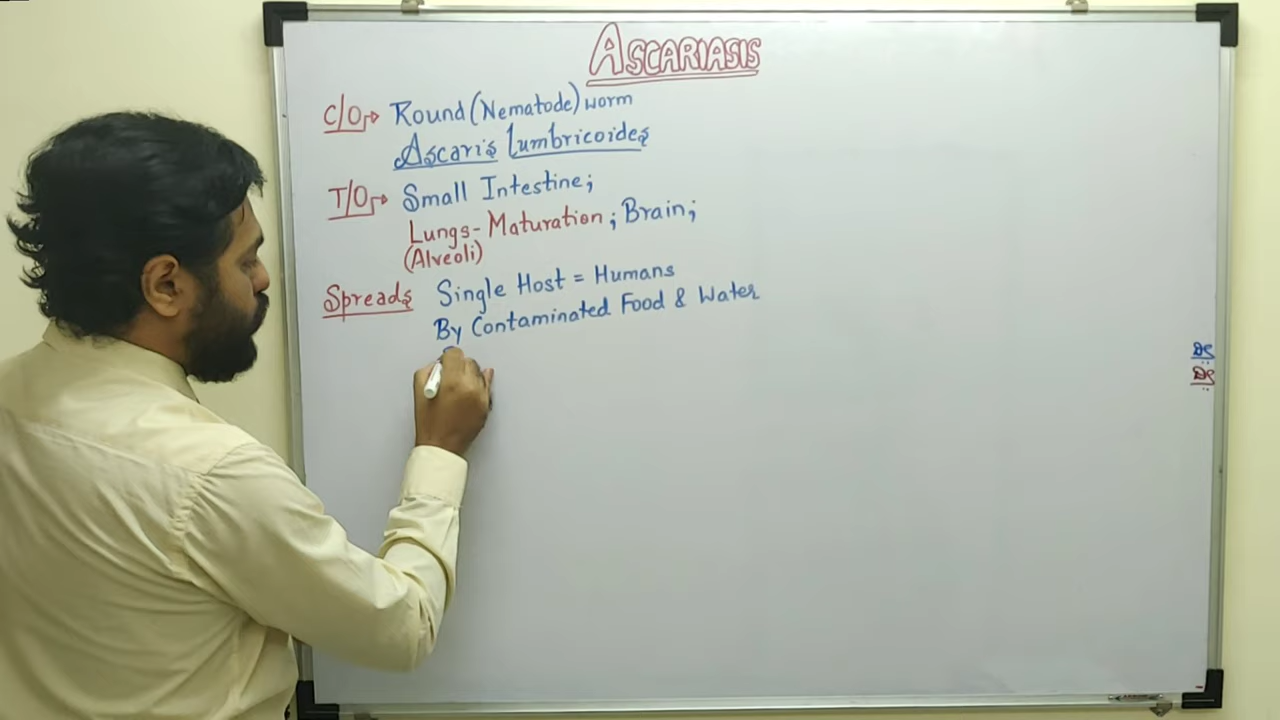 ASCARIASIS
C/O → Round (Nematode) worm
Ascaris Lumbricoides
T/O → Small Intestine;
Lungs - Maturation; Brain;
(Alveoli)
Spreads Single Host = Humans
By Contaminated Food & Water